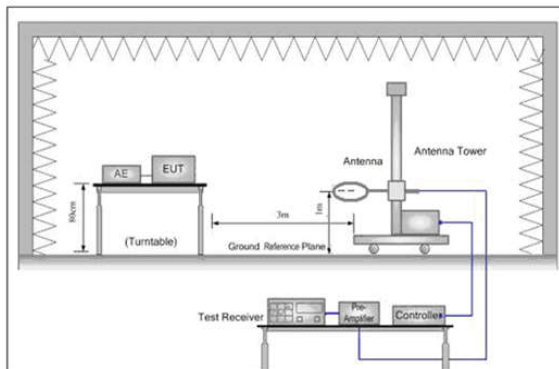 Antenna Tower
Antenna
AE
EUT
80cm
(Turntable)
3m
1m
Ground Reference Plane
Test Receiver
Pre-
Amplifier
Controller